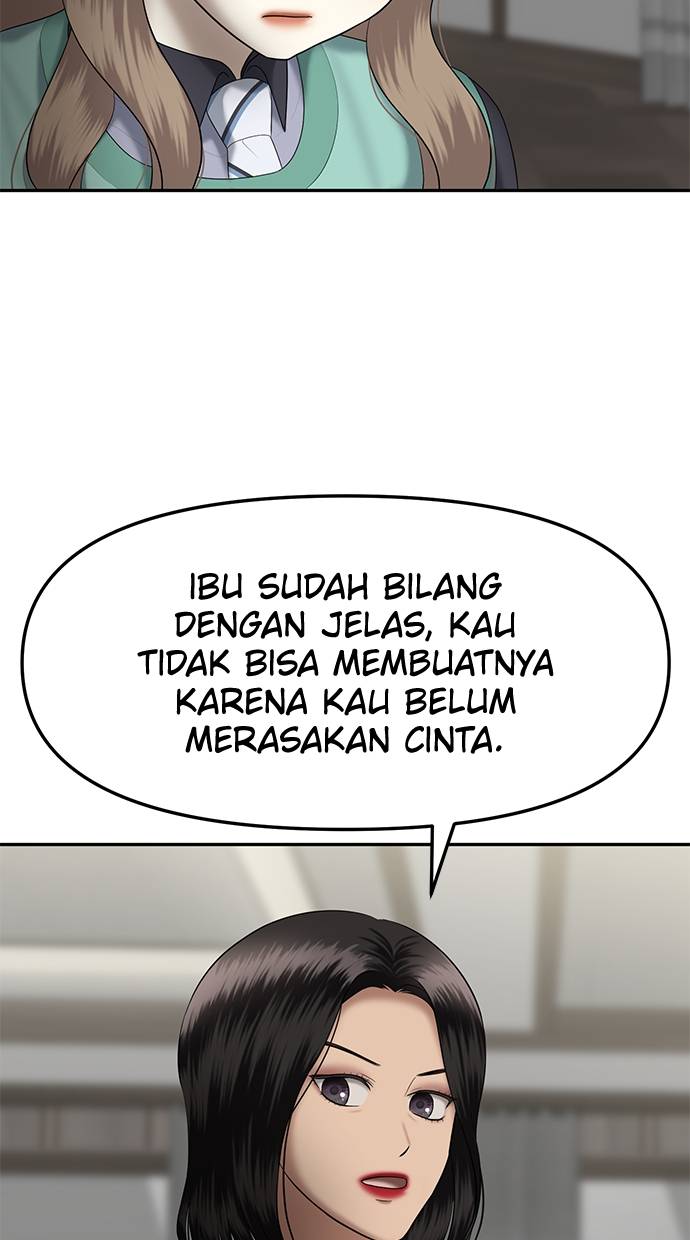 IBU SUDAH BILANG
DENGAN JELAS, KAU
TIDAK BISA MEMBUATNYA
KARENA KAU BELUM
MERASAKAN CINTA.